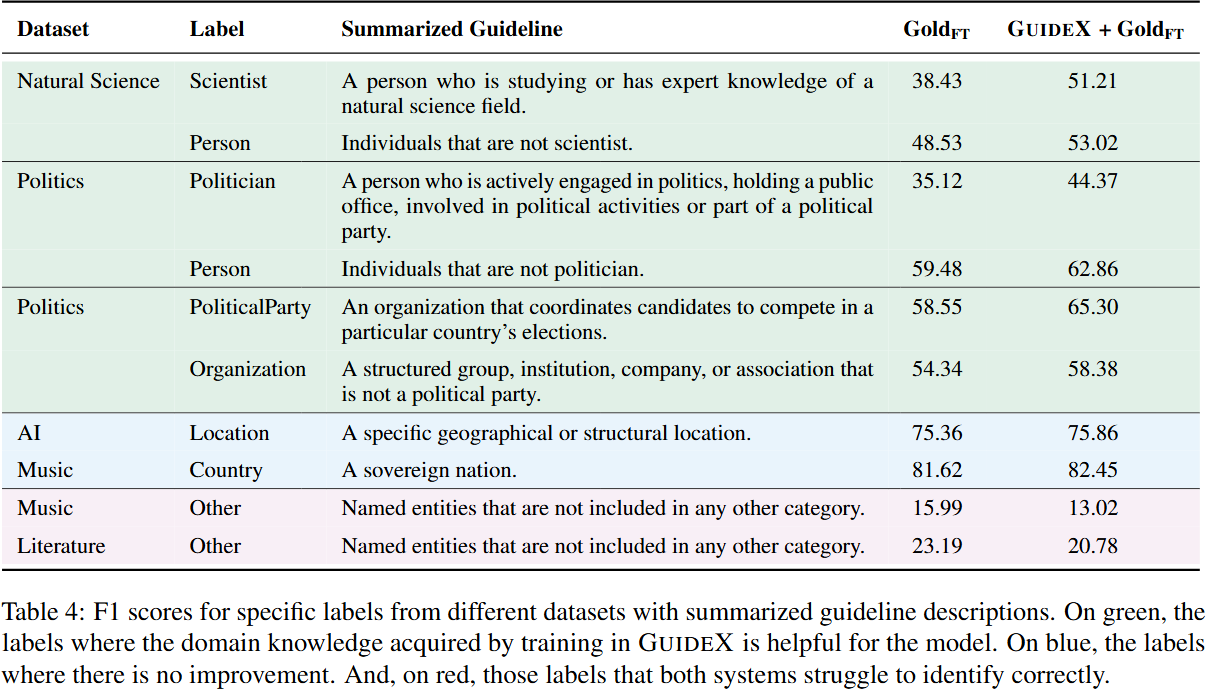 Dataset Label Summarized Guideline GoldFT GUIDEX + GoldFT
Natural Science Scientist A person who is studying or has expert knowledge of a 38.43 51.21
natural science field.
Person Individuals that are not scientist. 48.53 53.02
Politics Politician A person who is actively engaged in politics, holding a public 35.12 44.37
office, involved in political activities or part of a political
party.
Person Individuals that are not politician. 59.48 62.86
Politics PoliticalParty An organization that coordinates candidates to compete in a 58.55 65.30
particular country's elections.
Organization A structured group, institution, company, or association that 54.34 58.38
is not a political party.
AI Location A specific geographical or structural location. 75.36 75.86
Music Country A sovereign nation. 81.62 82.45
Music Other Named entities that are not included in any other category. 15.99 13.02
Literature Other Named entities that are not included in any other category. 23.19 20.78
Table 4: F1 scores for specific labels from different datasets with summarized guideline descriptions. On green, the
labels where the domain knowledge acquired by training in GUIDEX is helpful for the model. On blue, the labels
where there is no improvement. And, on red, those labels that both systems struggle to identify correctly.